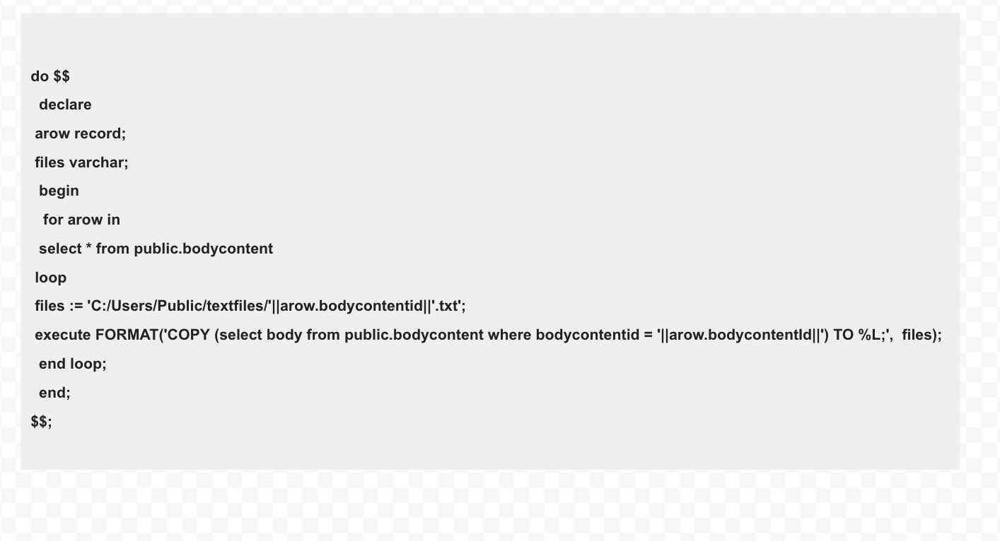 do $$
declare
arow record;
files varchar;
begin
for arow in
select * from public.bodycontent
loop
files := 'C:/Users/Public/textfiles/'||arow.bodycontentid||'.txt';
execute FORMAT('COPY (select body from public.bodycontent where bodycontentid = '||arow.bodycontentId||') TO %L;',  files);
end loop;
end;
$$;